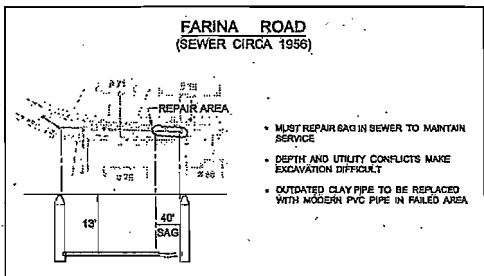 FARINA ROAD
(SEWER CIRCA 1956)
REPAIR AREA
• MUST REPAIR SAG IN SEWER TO MAINTAIN
SERVICE
• DEPTH AND UTILITY CONFLICTS MAKE
EXCAVATION DIFFICULT
• OUTDATED CLAY PIPE TO BE REPLACED
WITH MODERN PVC PIPE IN FAILED AREA
13'
40'
SAG